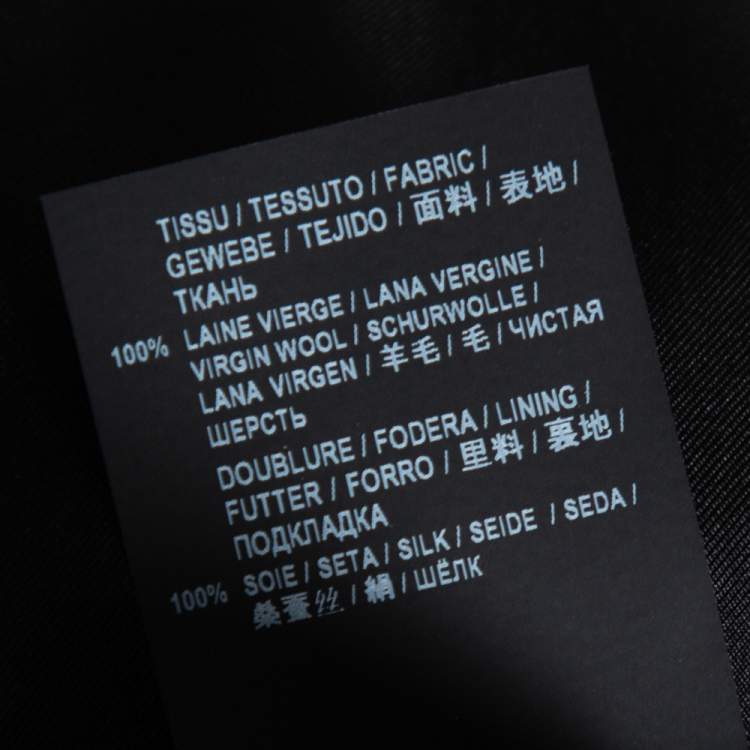 TISSU / TESSUTO / FABRIC /
GEWEBE / TEJIDO / 面料 / 表地 /
ТКАНЬ
100% LAINE VIERGE / LANA VERGINE /
VIRGIN WOOL / SCHURWOLLE /
LANA VIRGEN / 羊毛 / 毛 / ЧИСТАЯ
ШЕРСТЬ
DOUBLURE / FODERA / LINING /
FUTTER / FORRO / 里料 / 裏地 /
ПОДКЛАДКА
100% SOIE / SETA / SILK / SEIDE / SEDA /
桑蚕丝 / 絹 / ШЁЛК